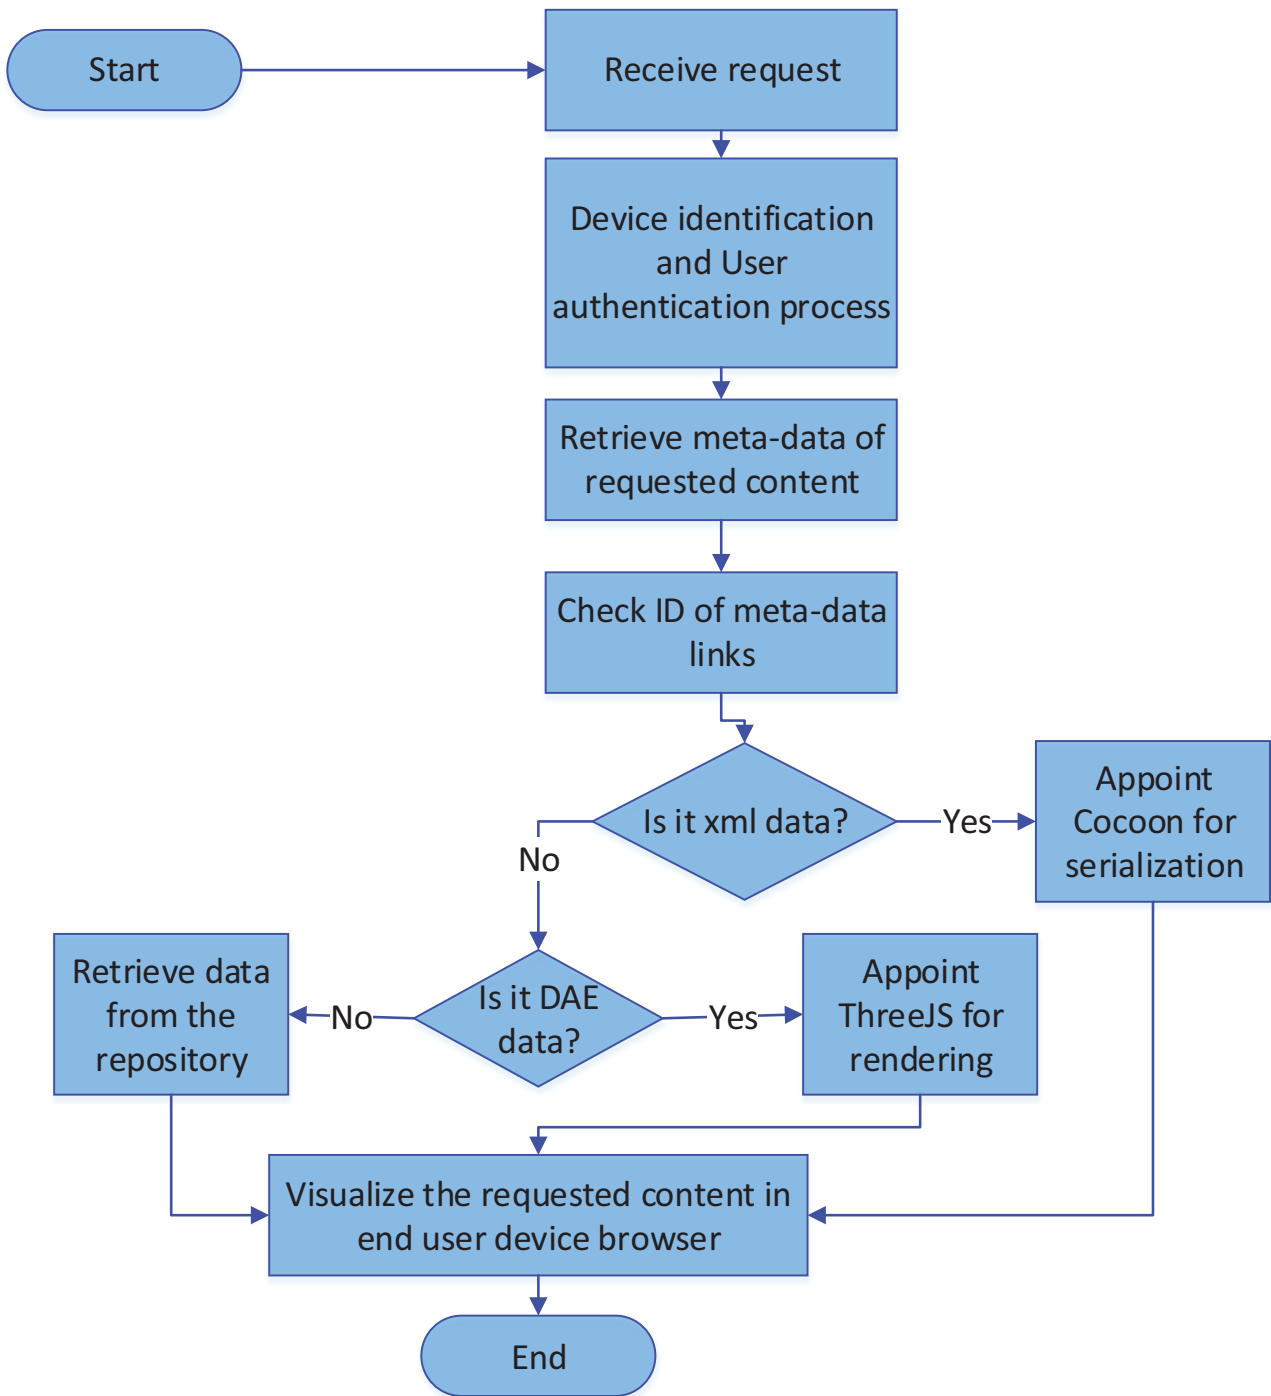 Start
Receive request
Device identification
and User
authentication process
Retrieve meta-data of
requested content
Check ID of meta-data
links
Is it xml data?
Yes
Appoint
Cocoon for
serialization
No
Retrieve data
from the
repository
No
Is it DAE
data?
Yes
Appoint
ThreeJS for
rendering
Visualize the requested content in
end user device browser
End